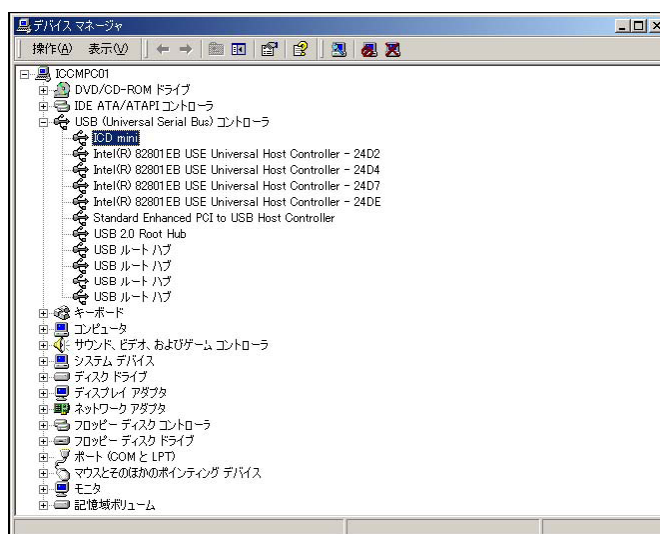 デバイス マネージャ
操作(A) 表示(V)
ICCMPC01
DVD/CD-ROM ドライブ
IDE ATA/ATAPI コントローラ
USB (Universal Serial Bus) コントローラ
ICD mini
Intel(R) 82801EB USE Universal Host Controller - 24D2
Intel(R) 82801EB USE Universal Host Controller - 24D4
Intel(R) 82801EB USE Universal Host Controller - 24D7
Intel(R) 82801EB USE Universal Host Controller - 24DE
Standard Enhanced PCI to USB Host Controller
USB 2.0 Root Hub
USB ルート ハブ
USB ルート ハブ
USB ルート ハブ
USB ルート ハブ
キーボード
コンピュータ
サウンド、ビデオ、およびゲーム コントローラ
システム デバイス
ディスク ドライブ
ディスプレイ アダプタ
ネットワーク アダプタ
フロッピー ディスク コントローラ
フロッピー ディスク ドライブ
ポート (COM と LPT)
マウスとそのほかのポインティング デバイス
モニタ
記憶域ボリューム